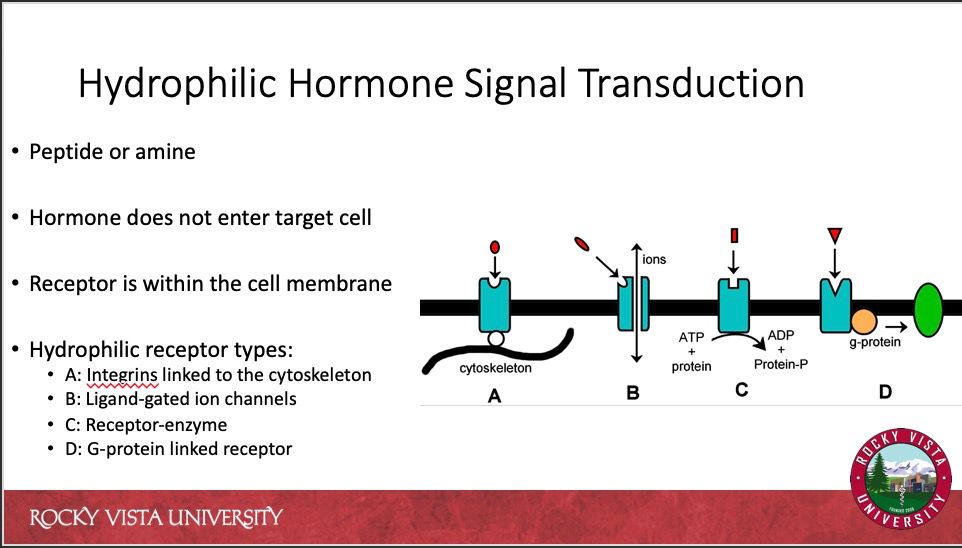 Hydrophilic Hormone Signal Transduction
• Peptide or amine
• Hormone does not enter target cell
• Receptor is within the cell membrane
• Hydrophilic receptor types:
• A: Integrins linked to the cytoskeleton
• B: Ligand-gated ion channels
• C: Receptor-enzyme
• D: G-protein linked receptor
ions
cytoskeleton
ATP
+
protein
ADP
+
Protein-P
g-protein
A
B
C
D
ROCKY VISTA UNIVERSITY
ROCKY VISTA
UNIVERSITY